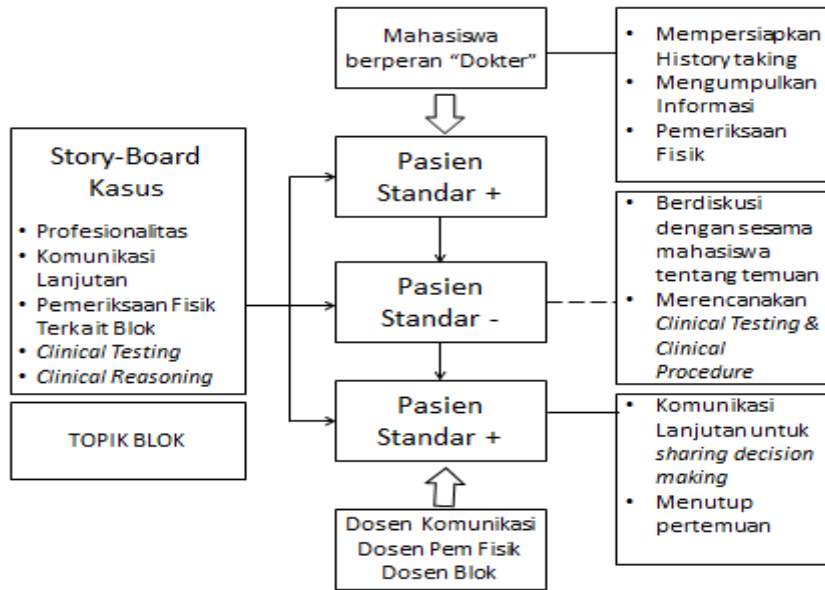 Mahasiswa
berperan “Dokter”
• Mempersiapkan
History taking
• Mengumpulkan
Informasi
• Pemeriksaan
Fisik
Story-Board
Kasus
• Profesionalitas
• Komunikasi
Lanjutan
• Pemeriksaan Fisik
Terkait Blok
• Clinical Testing
• Clinical Reasoning
TOPIK BLOK
Pasien
Standar +
Pasien
Standar -
Pasien
Standar +
• Berdiskusi
dengan sesama
mahasiswa
tentang temuan
• Merencanakan
Clinical Testing &
Clinical
Procedure
• Komunikasi
Lanjutan untuk
sharing decision
making
• Menutup
pertemuan
Dosen Komunikasi
Dosen Pem Fisik
Dosen Blok